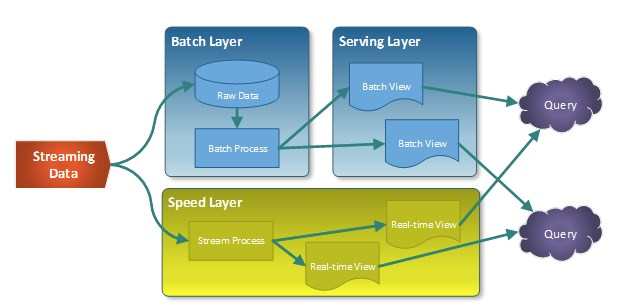 Batch Layer
Serving Layer
Raw Data
Batch View
Query
Batch Process
Batch View
Streaming
Data
Speed Layer
Stream Process
Real-time View
Real-time View
Query